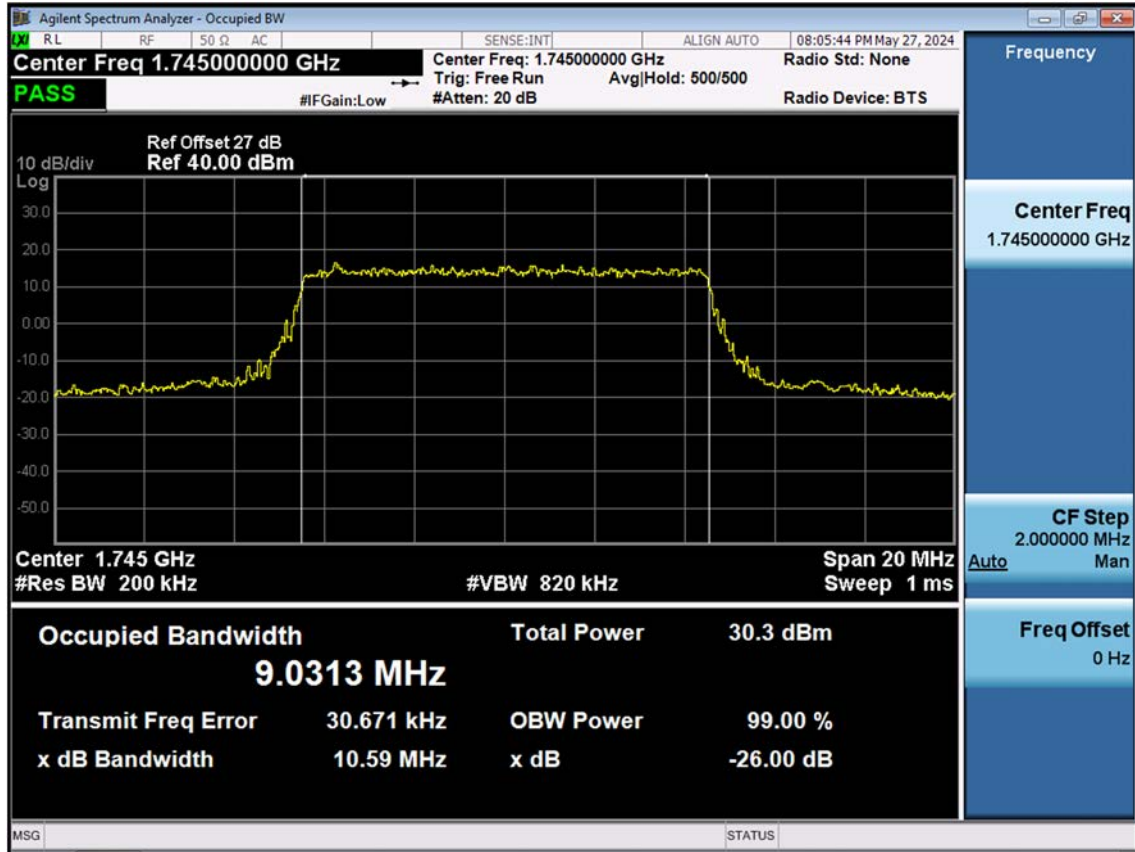 Agilent Spectrum Analyzer - Occupied BW
LXI RL RF 50 Ω AC SENSE:INT ALIGN AUTO 08:05:44 PM May 27, 2024
Center Freq 1.745000000 GHz
Center Freq: 1.745000000 GHz
Radio Std: None
Trig: Free Run Avg|Hold: 500/500
PASS
#IFGain:Low
#Atten: 20 dB
Radio Device: BTS
Frequency
Ref Offset 27 dB
10 dB/div Ref 40.00 dBm
Log
30.0
20.0
10.0
0.00
-10.0
-20.0
-30.0
-40.0
-50.0
Center 1.745 GHz Span 20 MHz
#Res BW 200 kHz #VBW 820 kHz Sweep 1 ms
Center Freq
1.745000000 GHz
CF Step
2.000000 MHz
Auto Man
Freq Offset
0 Hz
Occupied Bandwidth Total Power 30.3 dBm
9.0313 MHz
Transmit Freq Error 30.671 kHz OBW Power 99.00 %
x dB Bandwidth 10.59 MHz x dB -26.00 dB
MSG STATUS